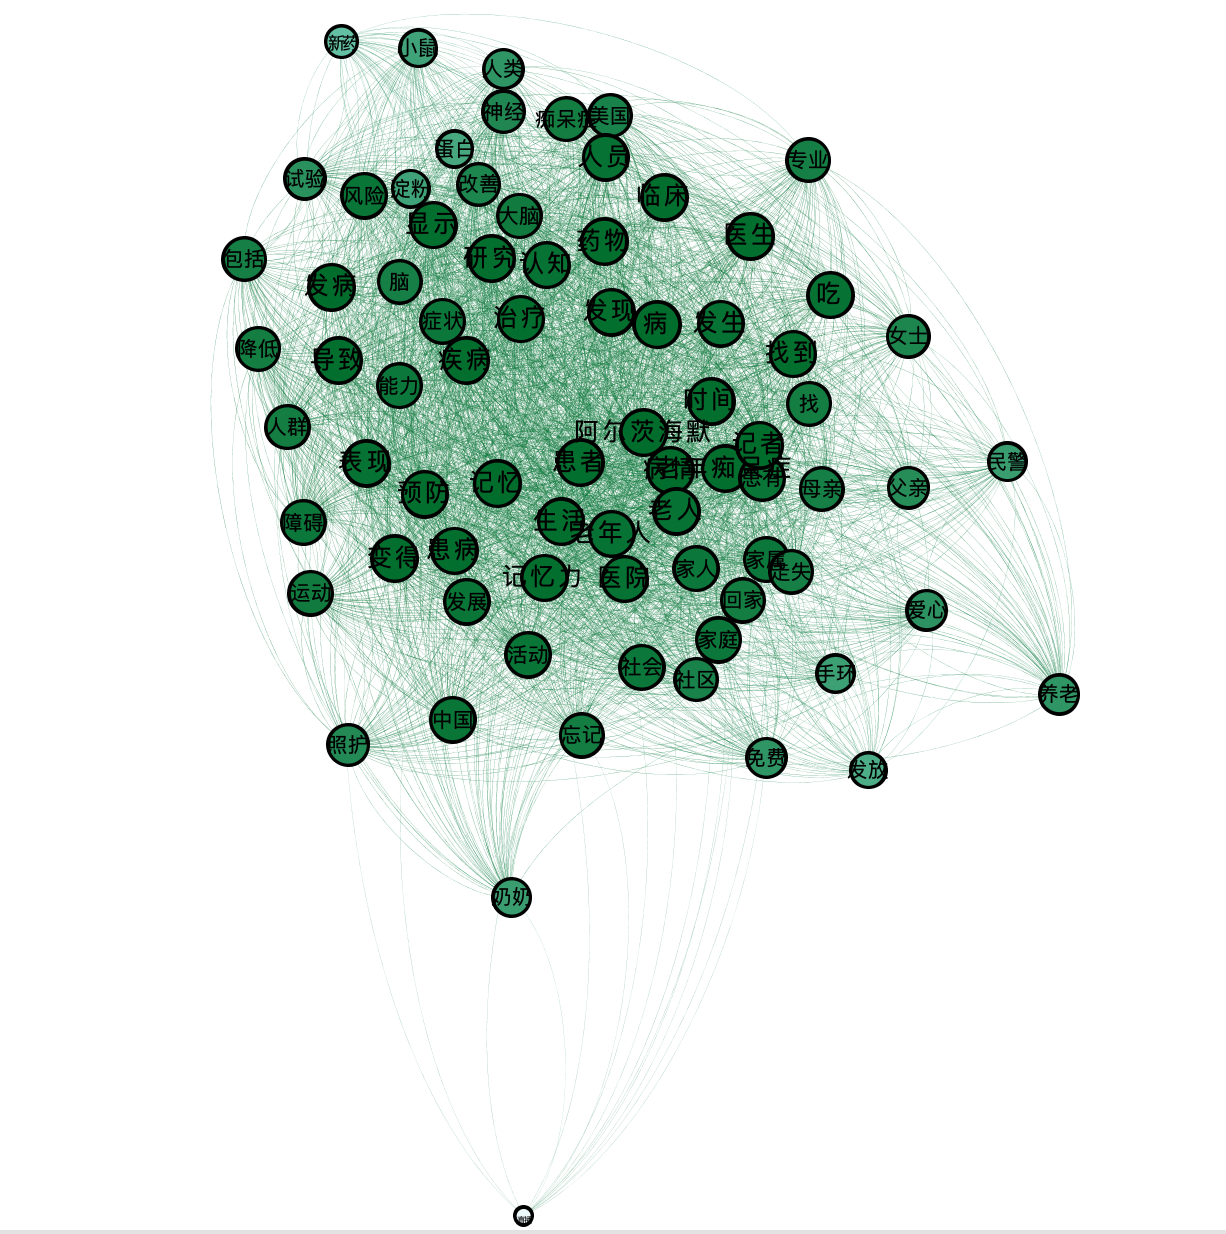 新药
小鼠
人类
神经
痴呆症
美国
蛋白
人员
专业
试验
风险
淀粉
改善
临床
大脑
显示
药物
医生
包括
研究
认知
发病
脑
吃
症状
治疗
发现
病
发生
女士
降低
导致
疾病
找到
能力
时间
找
人群
阿尔茨海默
记者
表现
患者
病情
老年痴呆症
民警
预防
记忆
患有
母亲
父亲
老人
障碍
生活
老年人
变得
患病
家属
走失
家人
记忆力
医院
运动
发展
回家
爱心
家庭
活动
社会
社区
手环
养老
中国
照护
忘记
免费
发放
奶奶